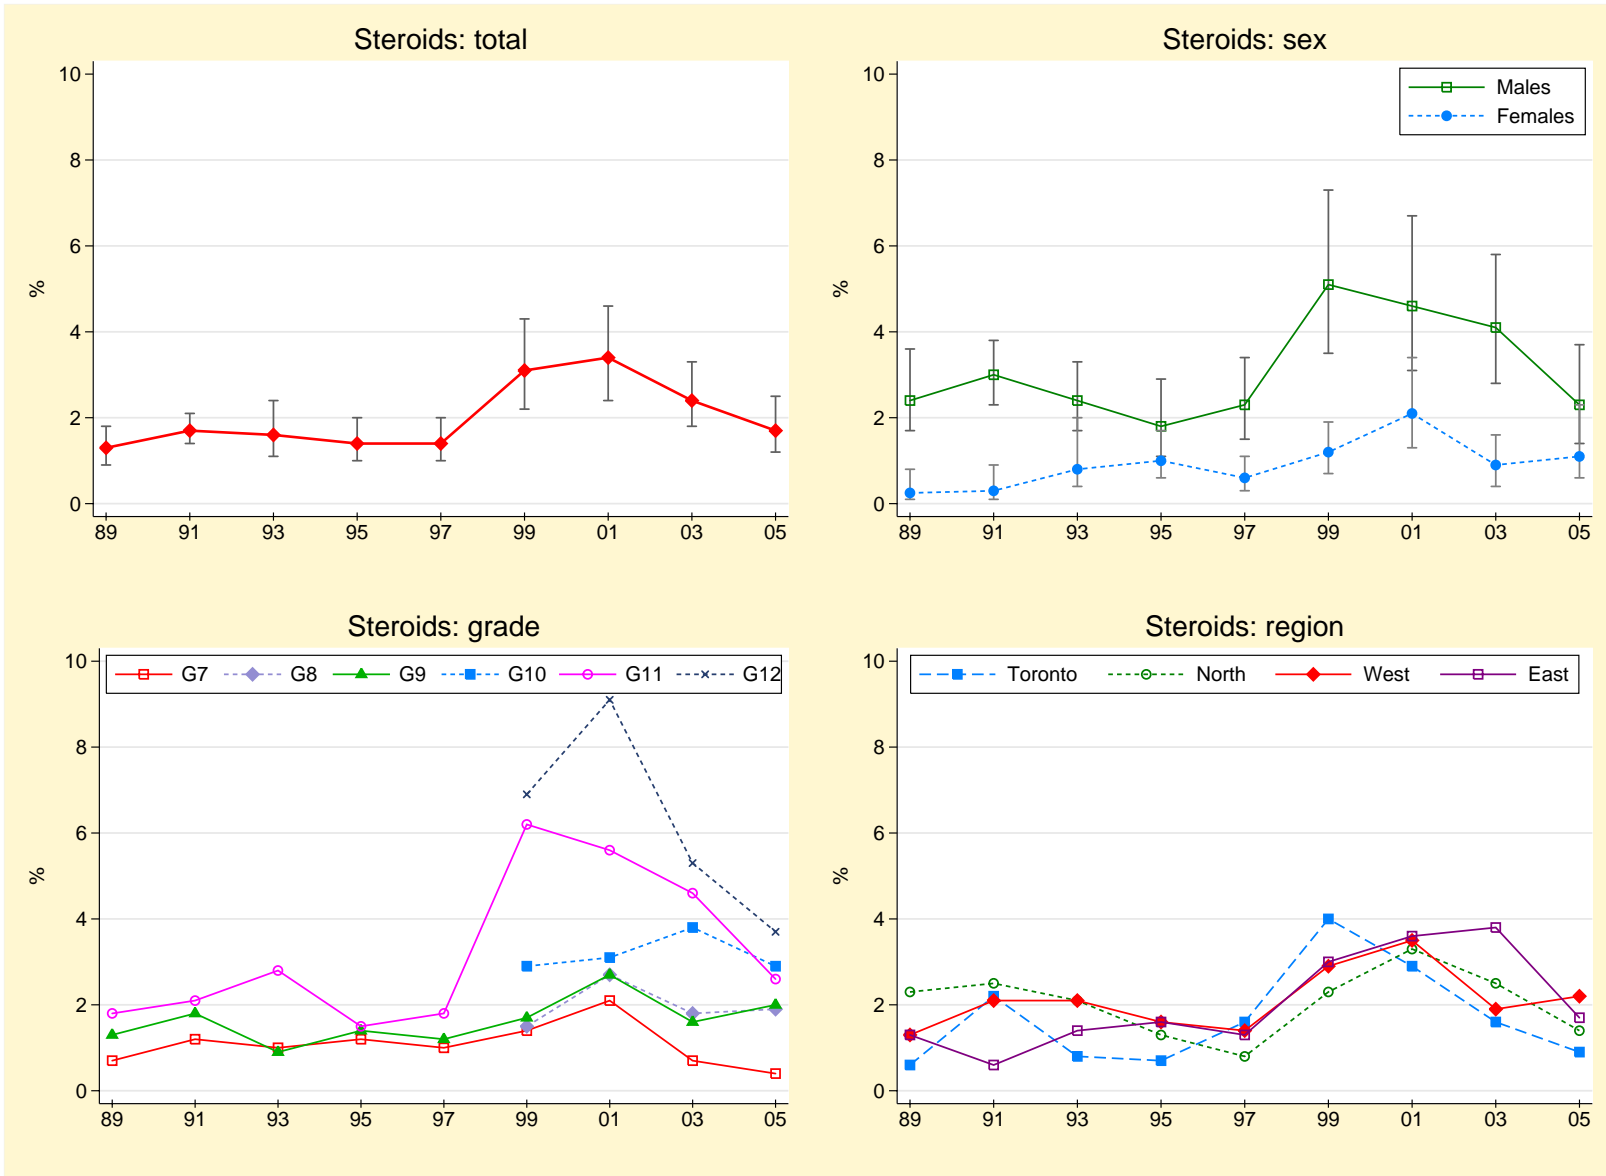 Steroids: total
10
8
6
4
2
0
%
89 91 93 95 97 99 01 03 05
Steroids: sex
Males
Females
10
8
6
4
2
0
%
89 91 93 95 97 99 01 03 05
Steroids: grade
G7 G8 G9 G10 G11 G12
10
8
6
4
2
0
%
89 91 93 95 97 99 01 03 05
Steroids: region
Toronto North West East
10
8
6
4
2
0
%
89 91 93 95 97 99 01 03 05